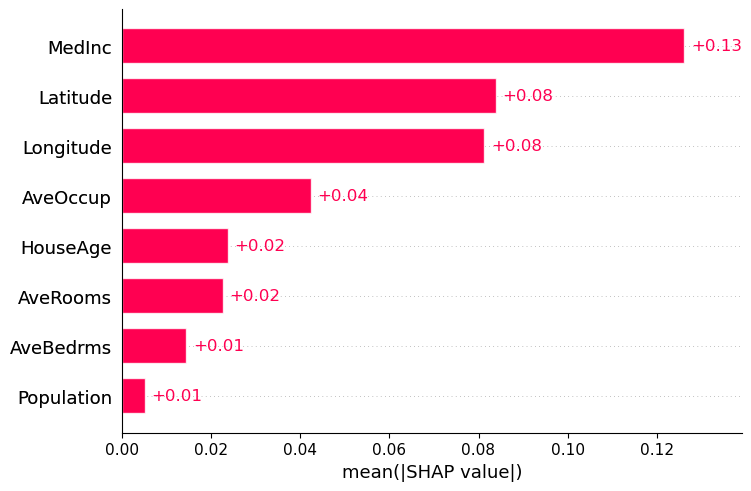 MedInc +0.13
Latitude +0.08
Longitude +0.08
AveOccup +0.04
HouseAge +0.02
AveRooms +0.02
AveBedrms +0.01
Population +0.01
0.00 0.02 0.04 0.06 0.08 0.10 0.12
mean(|SHAP value|)